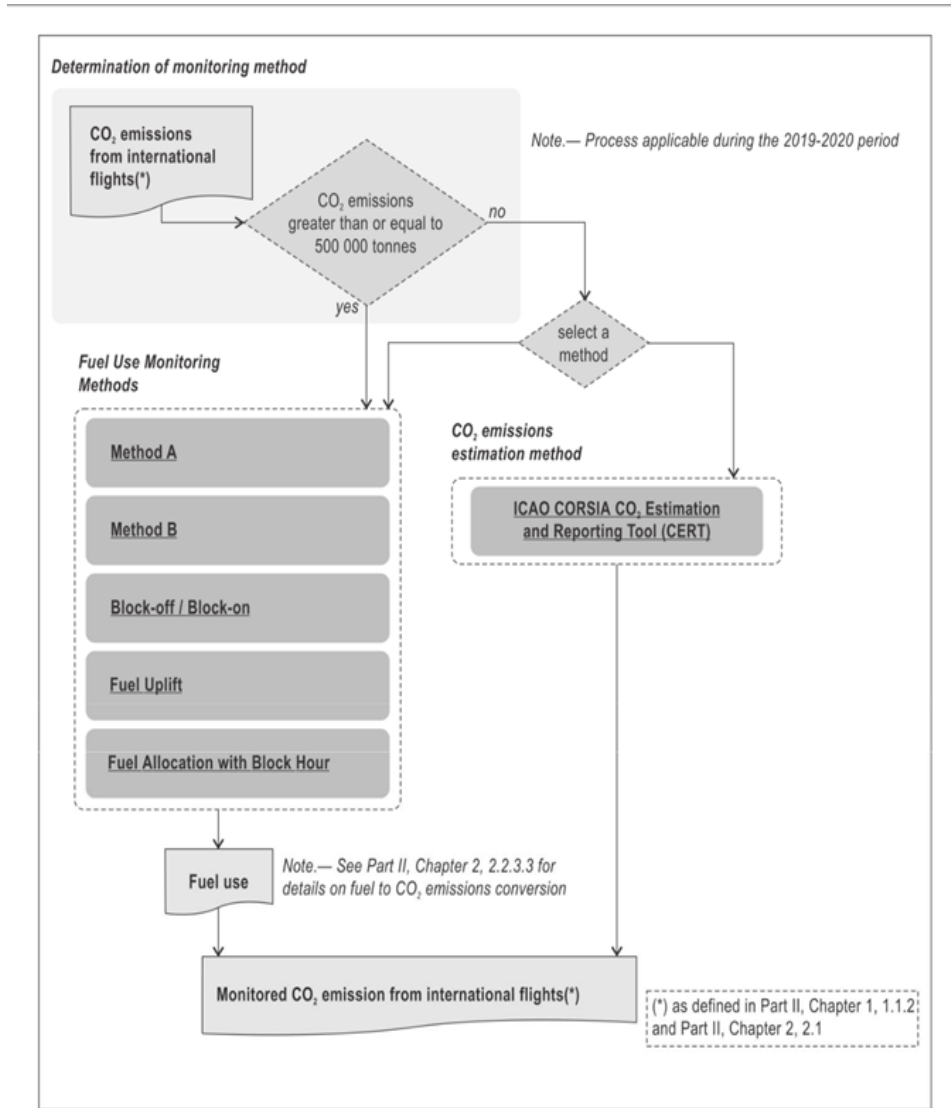 Determination of monitoring method
CO₂ emissions
from international
flights(*)
Note.— Process applicable during the 2019-2020 period
CO₂ emissions
greater than or equal to
500 000 tonnes
no
yes
select a
method
Fuel Use Monitoring
Methods
Method A
Method B
Block-off / Block-on
Fuel Uplift
Fuel Allocation with Block Hour
CO₂ emissions
estimation method
ICAO CORSIA CO₂ Estimation
and Reporting Tool (CERT)
Fuel use
Note.— See Part II, Chapter 2, 2.2.3.3 for
details on fuel to CO₂ emissions conversion
Monitored CO₂ emission from international flights(*)
(*) as defined in Part II, Chapter 1, 1.1.2
and Part II, Chapter 2, 2.1